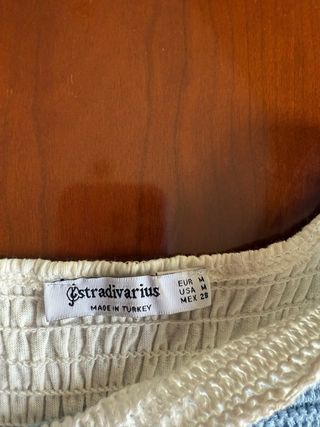 stradivarius
MADE IN TURKEY
EUR M
USA M
MEX 28